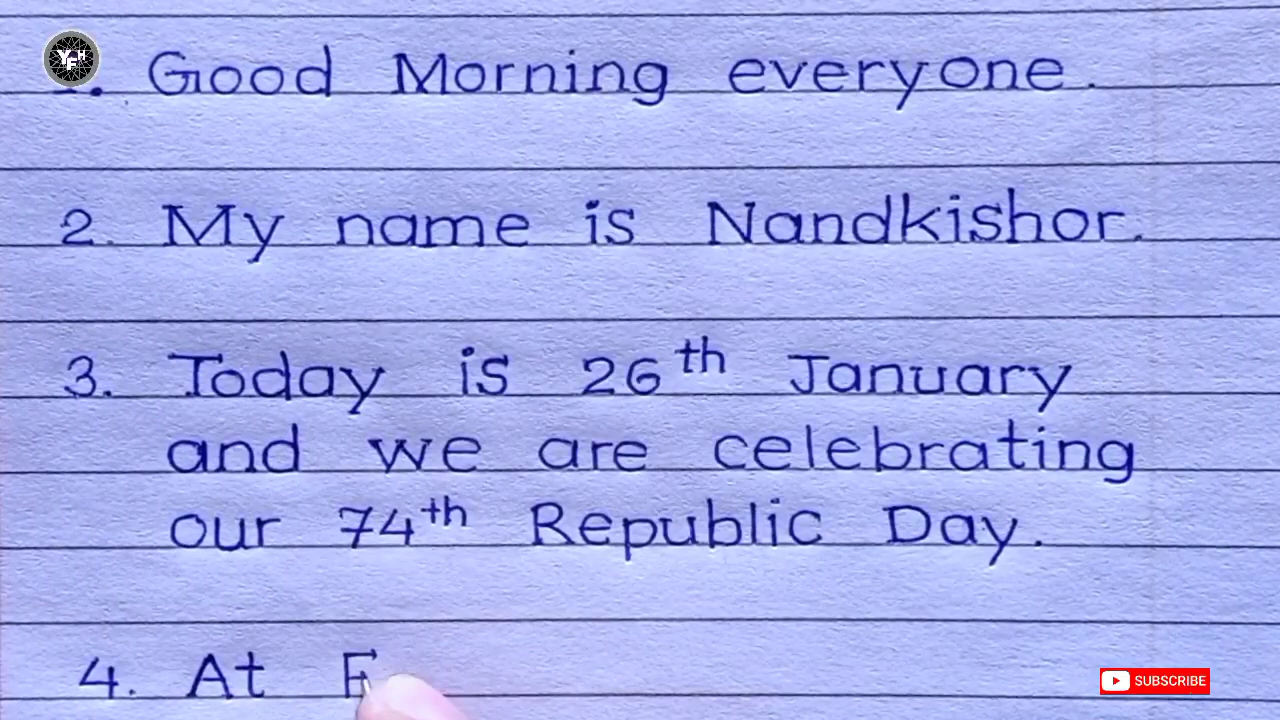 YFH
. Good Morning everyone.
2. My name is Nandkishor.
3. Today is 26th January
and we are celebrating
our 74th Republic Day.
4. At
SUBSCRIBE